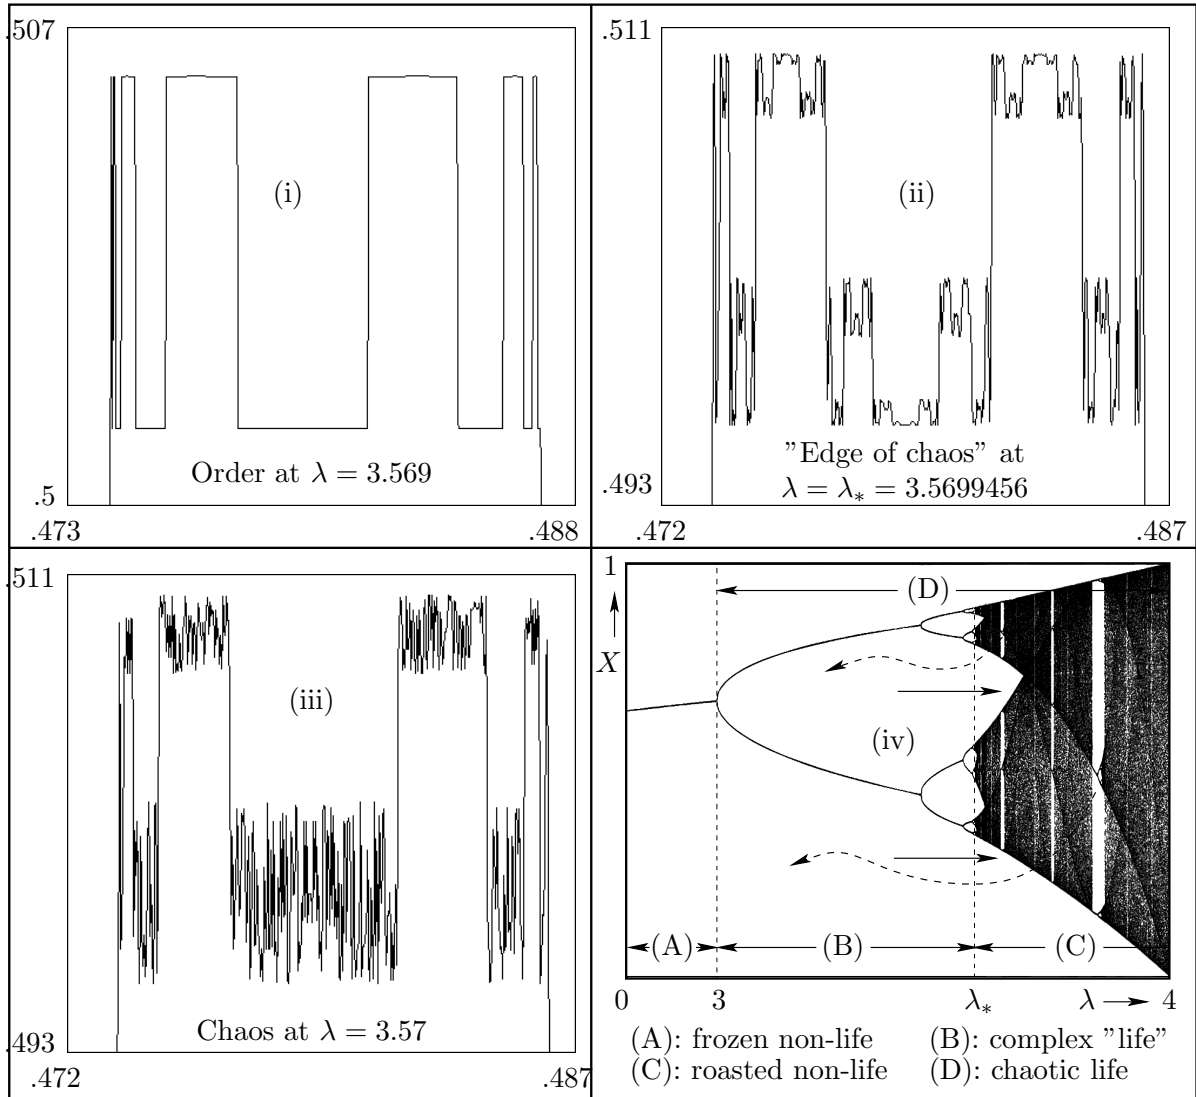 .507
(i)
Order at λ = 3.569
.5
.473 .488
.511
(ii)
"Edge of chaos" at
λ = λ* = 3.5699456
.493
.472 .487
.511
(iii)
Chaos at λ = 3.57
.493
.472 .487
1
(D)
X
(iv)
(A) (B) (C)
0 3 λ* λ 4
(A): frozen non-life (B): complex "life"
(C): roasted non-life (D): chaotic life